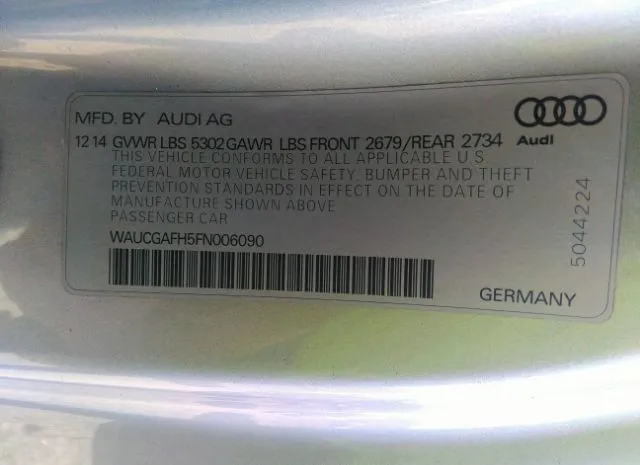 MFD. BY AUDI AG
12 14 GVWR LBS 5302 GAWR LBS FRONT 2679/REAR 2734
THIS VEHICLE CONFORMS TO ALL APPLICABLE U.S.
FEDERAL MOTOR VEHICLE SAFETY, BUMPER AND THEFT
PREVENTION STANDARDS IN EFFECT ON THE DATE OF
MANUFACTURE SHOWN ABOVE
PASSENGER CAR
WAUCGAFH5FN006090
Audi
5044224
GERMANY